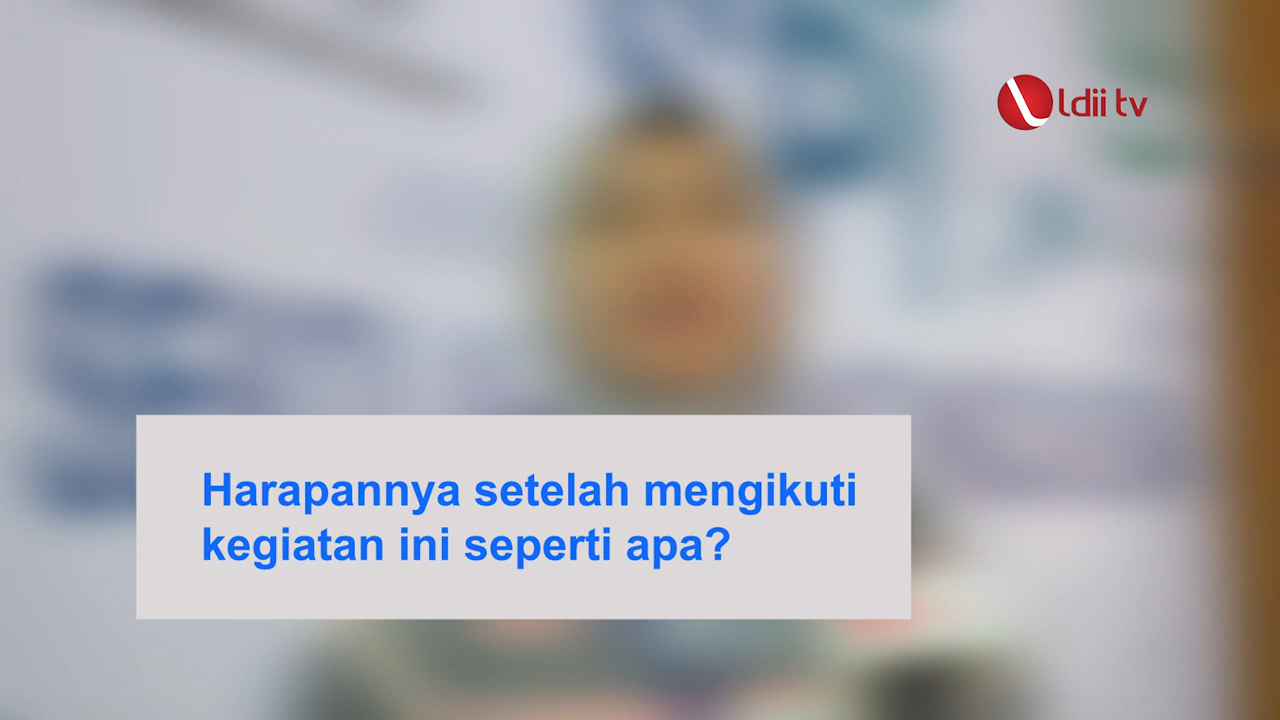 ldii tv
Harapannya setelah mengikuti
kegiatan ini seperti apa?